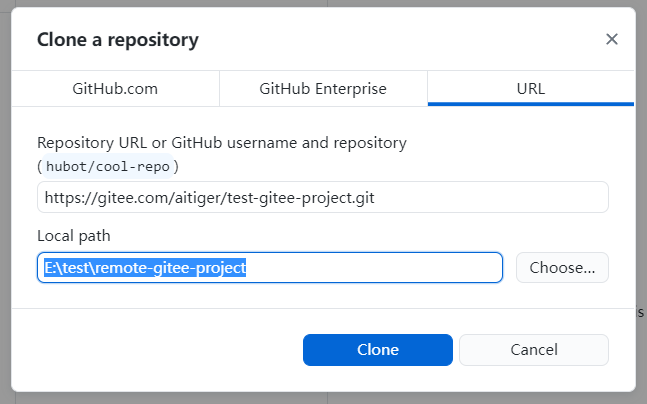 Clone a repository
GitHub.com
GitHub Enterprise
URL
Repository URL or GitHub username and repository
(hubot/cool-repo)
https://gitee.com/aitiger/test-gitee-project.git
Local path
E:\test\remote-gitee-project
Choose...
s
Clone
Cancel